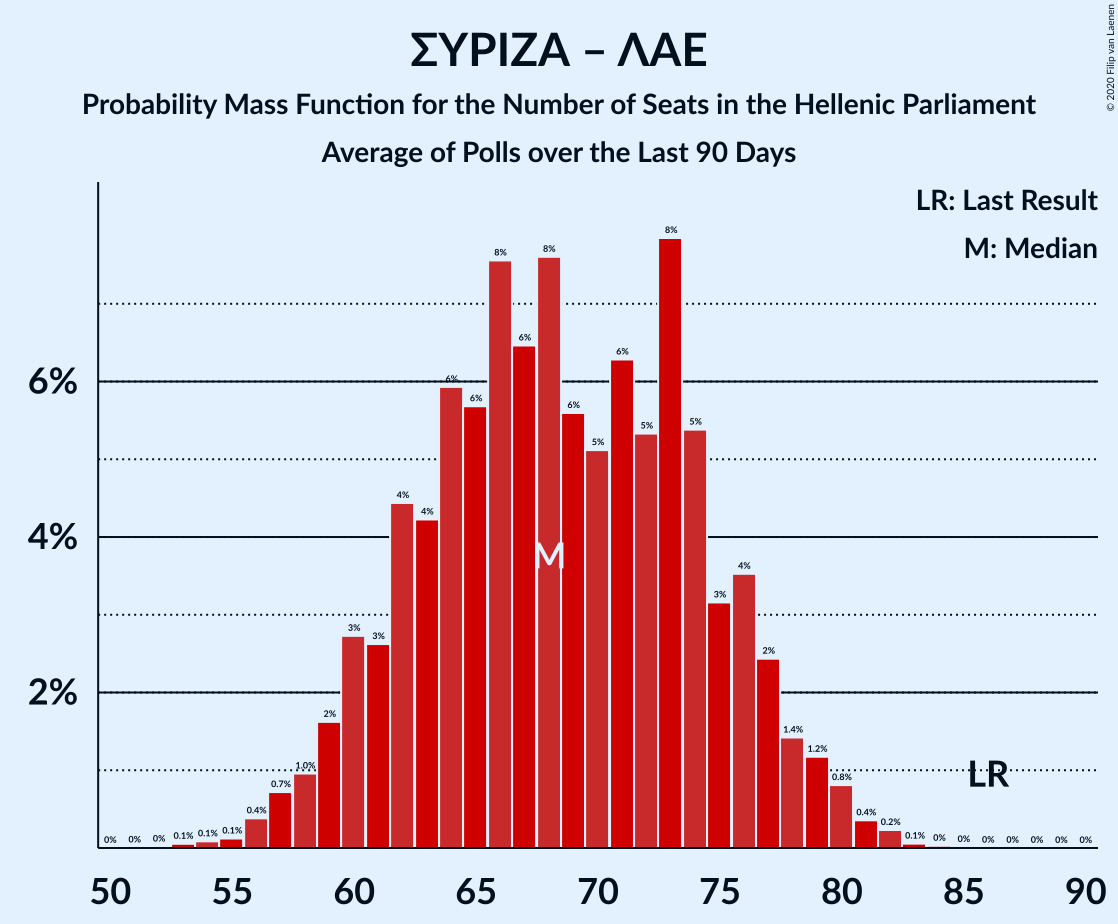 ΣΥΡΙΖΑ – ΛΑΕ
Probability Mass Function for the Number of Seats in the Hellenic Parliament
Average of Polls over the Last 90 Days
© 2020 Filip van Laenen
LR: Last Result
M: Median
6%
4%
2%
0% 0% 0% 0.1% 0.1% 0.1% 0.4% 0.7% 1.0% 2% 3% 3% 4% 4% 6% 6% 8% 6% 8% 6% 5% 6% 5% 8% 5% 3% 4% 2% 1.4% 1.2% 0.8% 0.4% 0.2% 0.1% 0% 0% 0% 0% 0% 0% 0%
M
LR
50 55 60 65 70 75 80 85 90